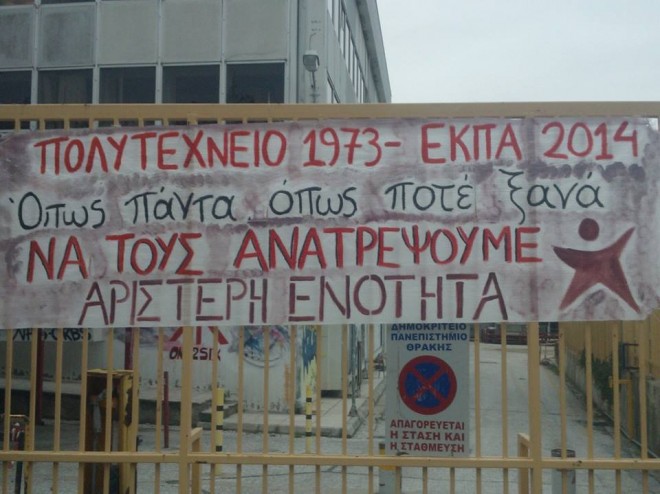 ΠΟΛΥΤΕΧΝΕΙΟ 1973- ΕΚΠΑ 2014
Όπως πάντα όπως ποτέ ξανά
ΝΑ ΤΟΥΣ ΑΝΑΤΡΕΨΟΥΜΕ
ΑΡΙΣΤΕΡΗ ΕΝΟΤΗΤΑ
ΔΗΜΟΚΡΙΤΕΙΟ
ΠΑΝΕΠΙΣΤΗΜΙΟ
ΘΡΑΚΗΣ
ΑΠΑΓΟΡΕΥΕΤΑΙ
Η ΣΤΑΣΗ ΚΑΙ
Η ΣΤΑΘΜΕΥΣΗ